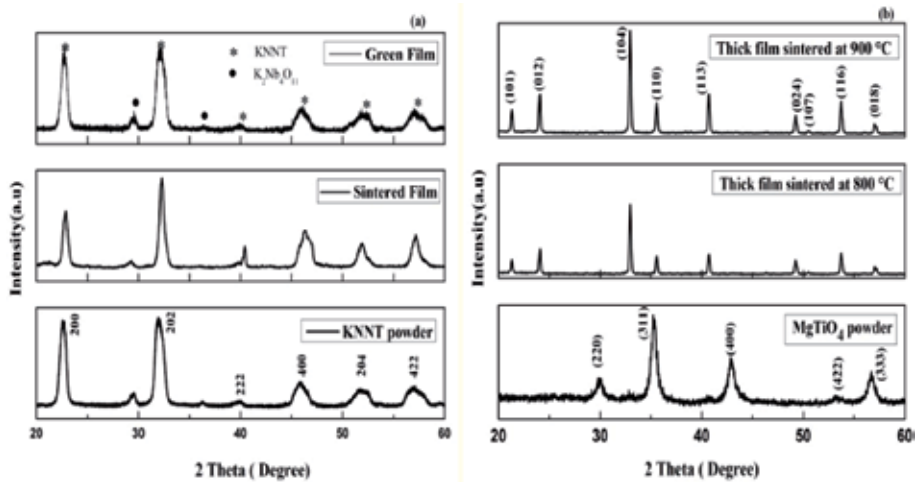 (a)
* KNNT
● K2Nb4O11
Green Film
Sintered Film
KNNT powder
200
202
222
400
204
422
Intensity(a.u)
20 30 40 50 60
2 Theta ( Degree)
(b)
Thick film sintered at 900 °C
(101)
(012)
(104)
(110)
(113)
(024)
(107)
(116)
(018)
Thick film sintered at 800 °C
MgTiO4 powder
(220)
(311)
(400)
(422)
(333)
Intensity(a.u)
20 30 40 50 60
2 Theta ( Degree)